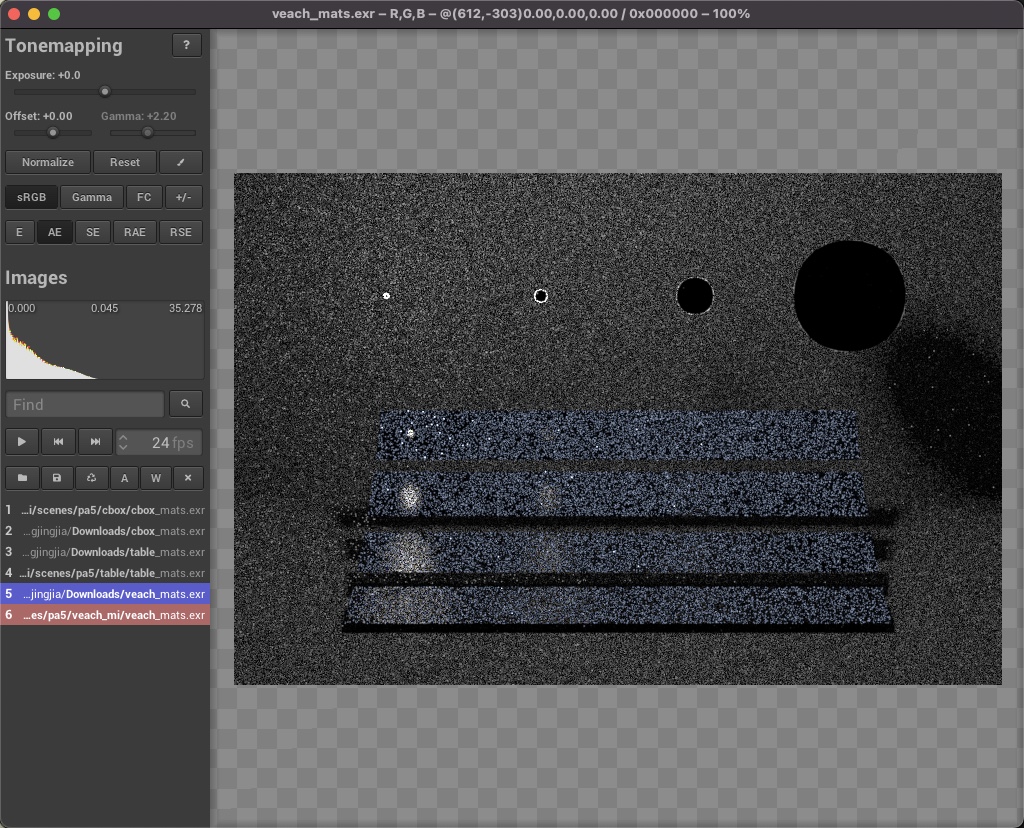 veach_mats.exr – R,G,B – @(612,-303)0.00,0.00,0.00 / 0x000000 – 100%
Tonemapping ?
Exposure: +0.0
Offset: +0.00 Gamma: +2.20
Normalize Reset
sRGB Gamma FC +/-
E AE SE RAE RSE
Images
0.000 0.045 35.278
Find
24 fps
A W
1 ...i/scenes/pa5/cbox/cbox_mats.exr
2 ...gjingjia/Downloads/cbox_mats.exr
3 ...gjingjia/Downloads/table_mats.exr
4 ...i/scenes/pa5/table/table_mats.exr
5 ...jingjia/Downloads/veach_mats.exr
6 ...es/pa5/veach_mi/veach_mats.exr